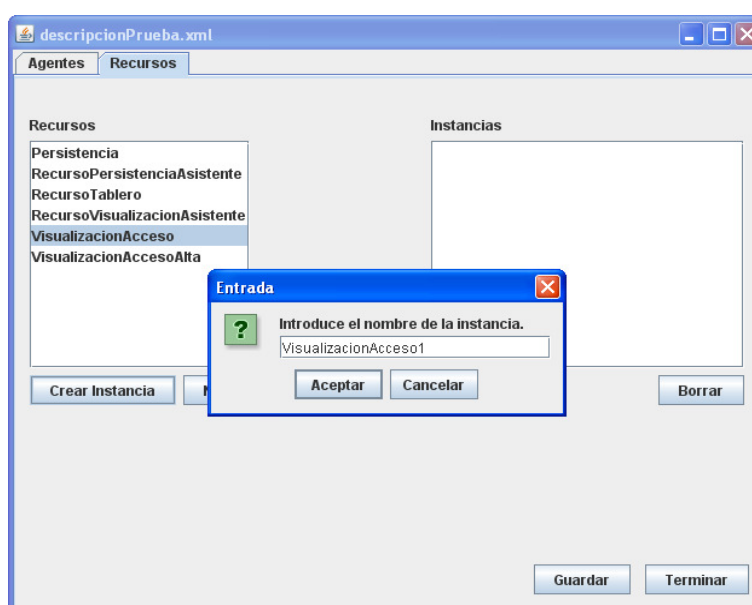 descripcionPrueba.xml
Agentes Recursos
Recursos Instancias
Persistencia
RecursoPersistenciaAsistente
RecursoTablero
RecursoVisualizacionAsistente
VisualizacionAcceso
VisualizacionAccesoAlta
Entrada
Introduce el nombre de la instancia.
VisualizacionAcceso1
Aceptar Cancelar
Crear Instancia Borrar
Guardar Terminar